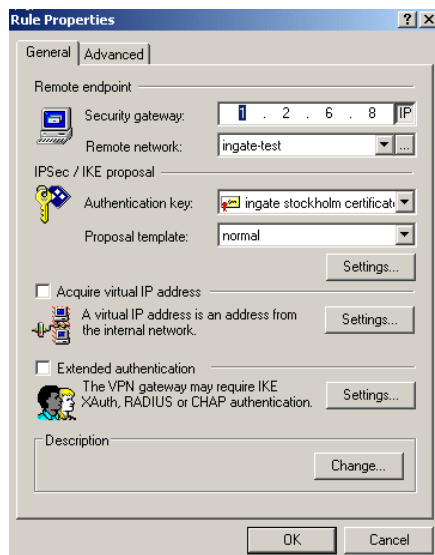 Rule Properties
General Advanced
Remote endpoint
Security gateway: 1 . 2 . 6 . 8 IP
Remote network: ingate-test ...
IPSec / IKE proposal
Authentication key: ingate stockholm certificat
Proposal template: normal
Settings...
Acquire virtual IP address
A virtual IP address is an address from
the internal network.
Settings...
Extended authentication
The VPN gateway may require IKE
XAuth, RADIUS or CHAP authentication.
Settings...
Description
Change...
OK Cancel